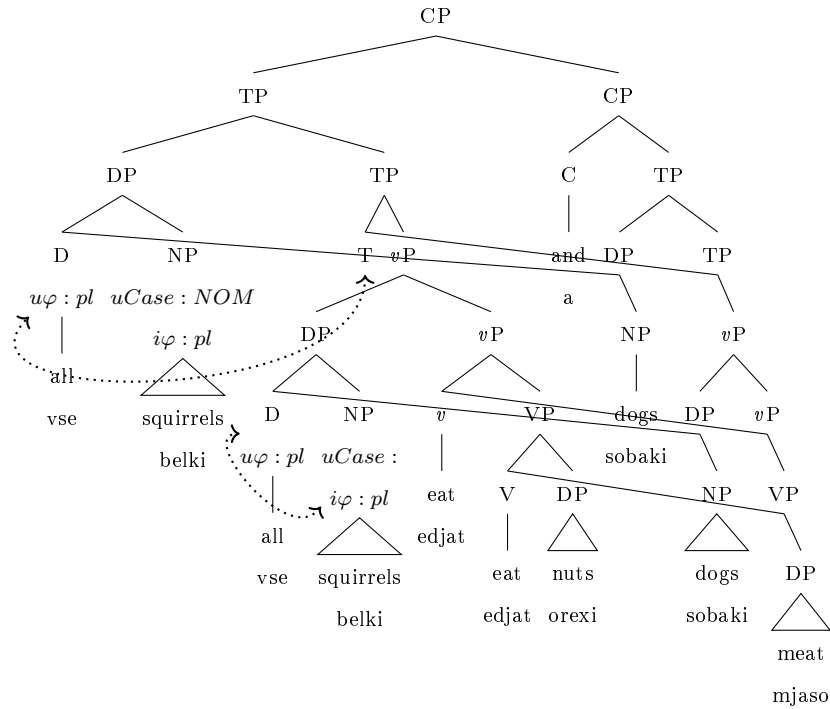 CP
TP CP
DP TP C TP
D NP T vP and DP TP
uφ : pl uCase : NOM a
iφ : pl DP vP NP vP
all
vse squirrels D NP v VP dogs DP vP
belki uφ : pl uCase : sobaki
iφ : pl eat V DP NP VP
all edjat
vse squirrels eat nuts dogs DP
belki edjat orexi sobaki
meat
mjaso